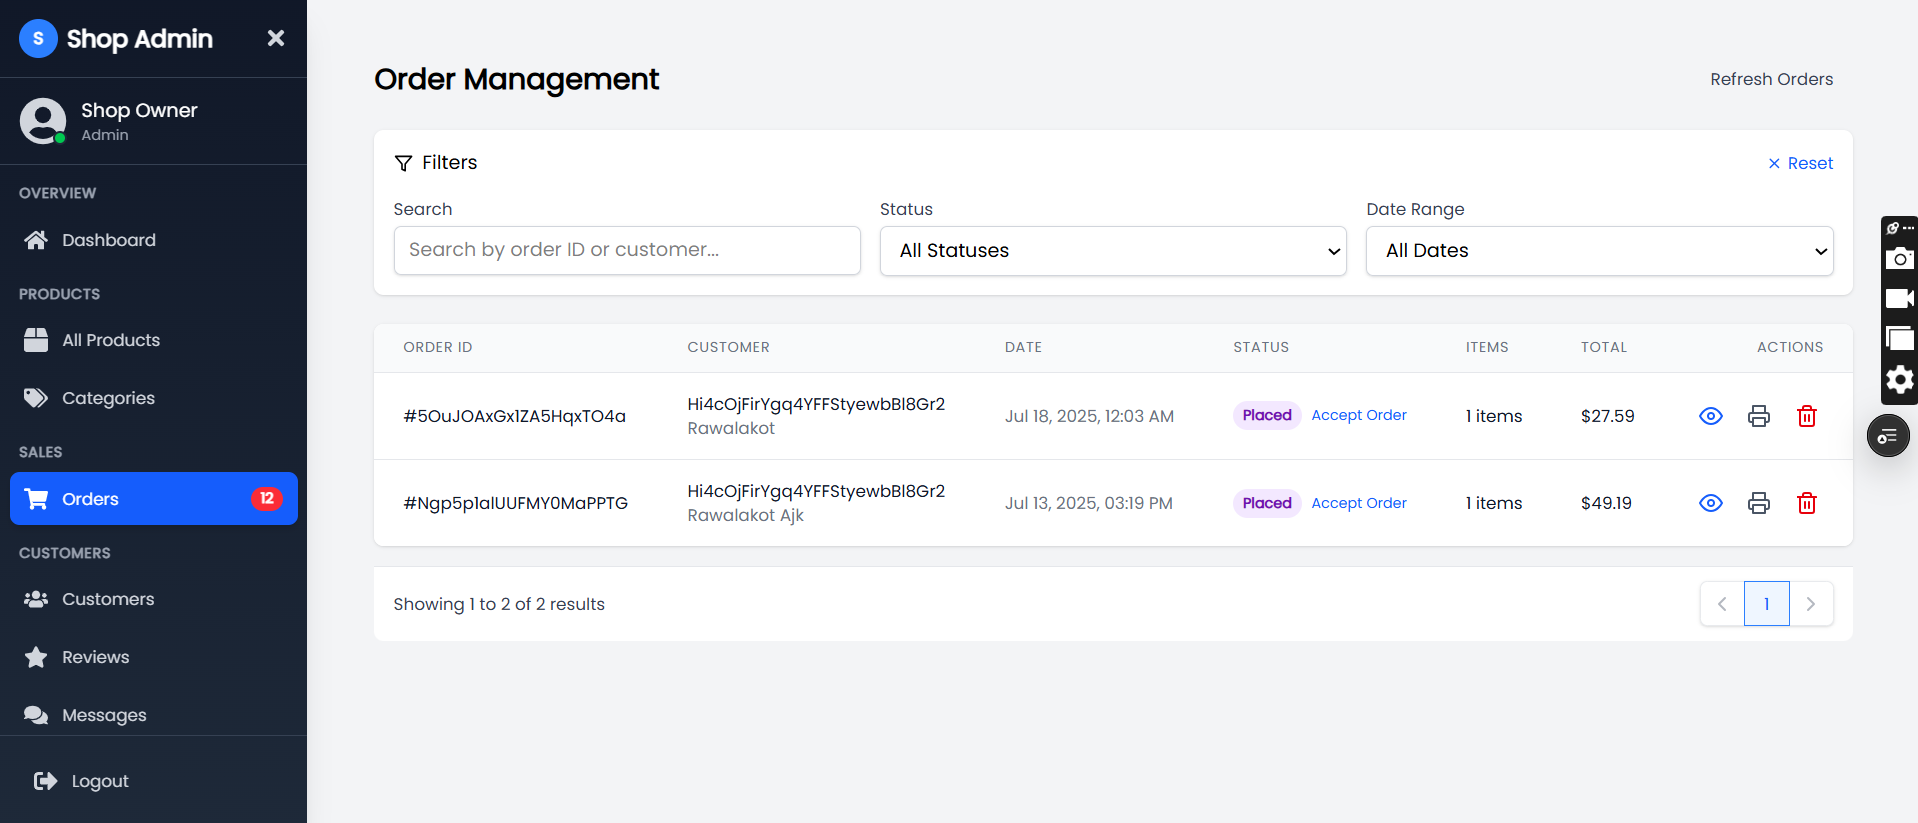 S Shop Admin
Shop Owner
Admin
OVERVIEW
Dashboard
PRODUCTS
All Products
Categories
SALES
Orders 12
CUSTOMERS
Customers
Reviews
Messages
Logout
Order Management
Refresh Orders
Filters
Reset
Search Status Date Range
Search by order ID or customer... All Statuses All Dates
ORDER ID CUSTOMER DATE STATUS ITEMS TOTAL ACTIONS
#5OuJOAxGx1ZA5HqxTO4a Hi4cOjFirYgq4YFFStyewbBl8Gr2 Jul 18, 2025, 12:03 AM Placed Accept Order 1 items $27.59
Rawalakot
#Ngp5p1alUUFMY0MaPPTG Hi4cOjFirYgq4YFFStyewbBl8Gr2 Jul 13, 2025, 03:19 PM Placed Accept Order 1 items $49.19
Rawalakot Ajk
Showing 1 to 2 of 2 results
1